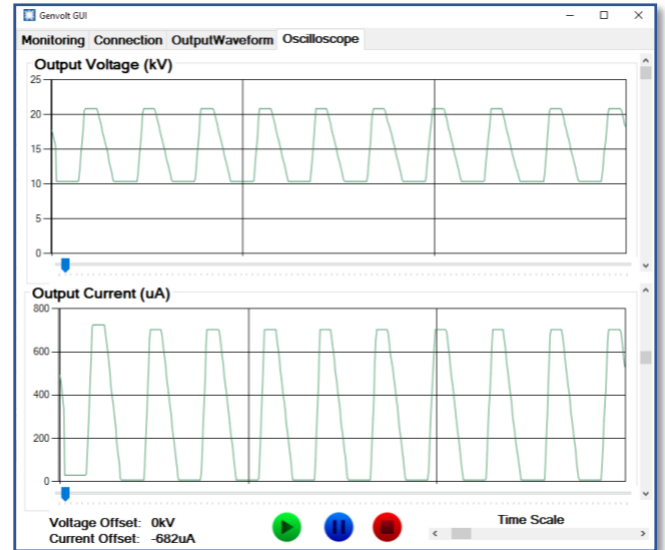 Genvolt GUI
Monitoring Connection OutputWaveform Oscilloscope
Output Voltage (kV)
25
20
15
10
5
0
Output Current (uA)
800
600
400
200
0
Voltage Offset: 0kV
Current Offset: -682uA
Time Scale